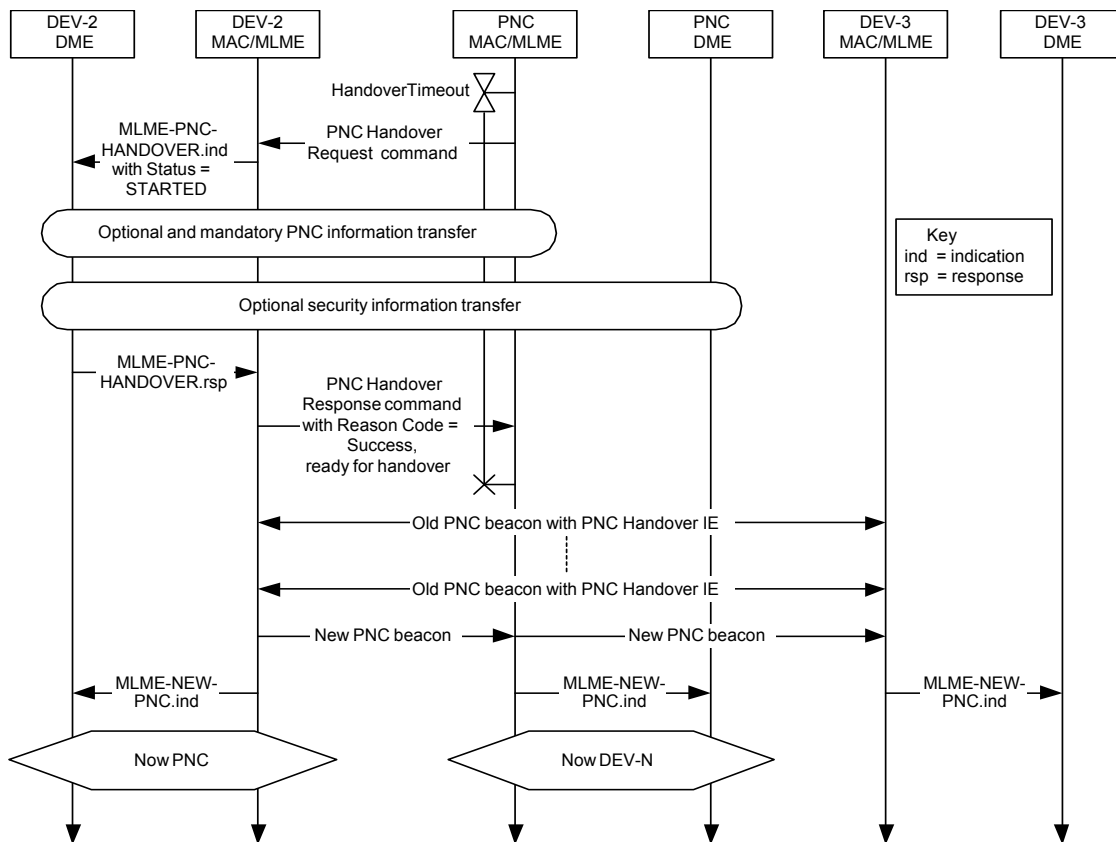 DEV-2
DME
DEV-2
MAC/MLME
PNC
MAC/MLME
PNC
DME
DEV-3
MAC/MLME
DEV-3
DME
HandoverTimeout
PNC Handover
Request command
MLME-PNC-
HANDOVER.ind
with Status =
STARTED
Optional and mandatory PNC information transfer
Key
ind = indication
rsp = response
Optional security information transfer
MLME-PNC-
HANDOVER.rsp
PNC Handover
Response command
with Reason Code =
Success,
ready for handover
Old PNC beacon with PNC Handover IE
Old PNC beacon with PNC Handover IE
New PNC beacon
New PNC beacon
MLME-NEW-
PNC.ind
MLME-NEW-
PNC.ind
MLME-NEW-
PNC.ind
Now PNC
Now DEV-N